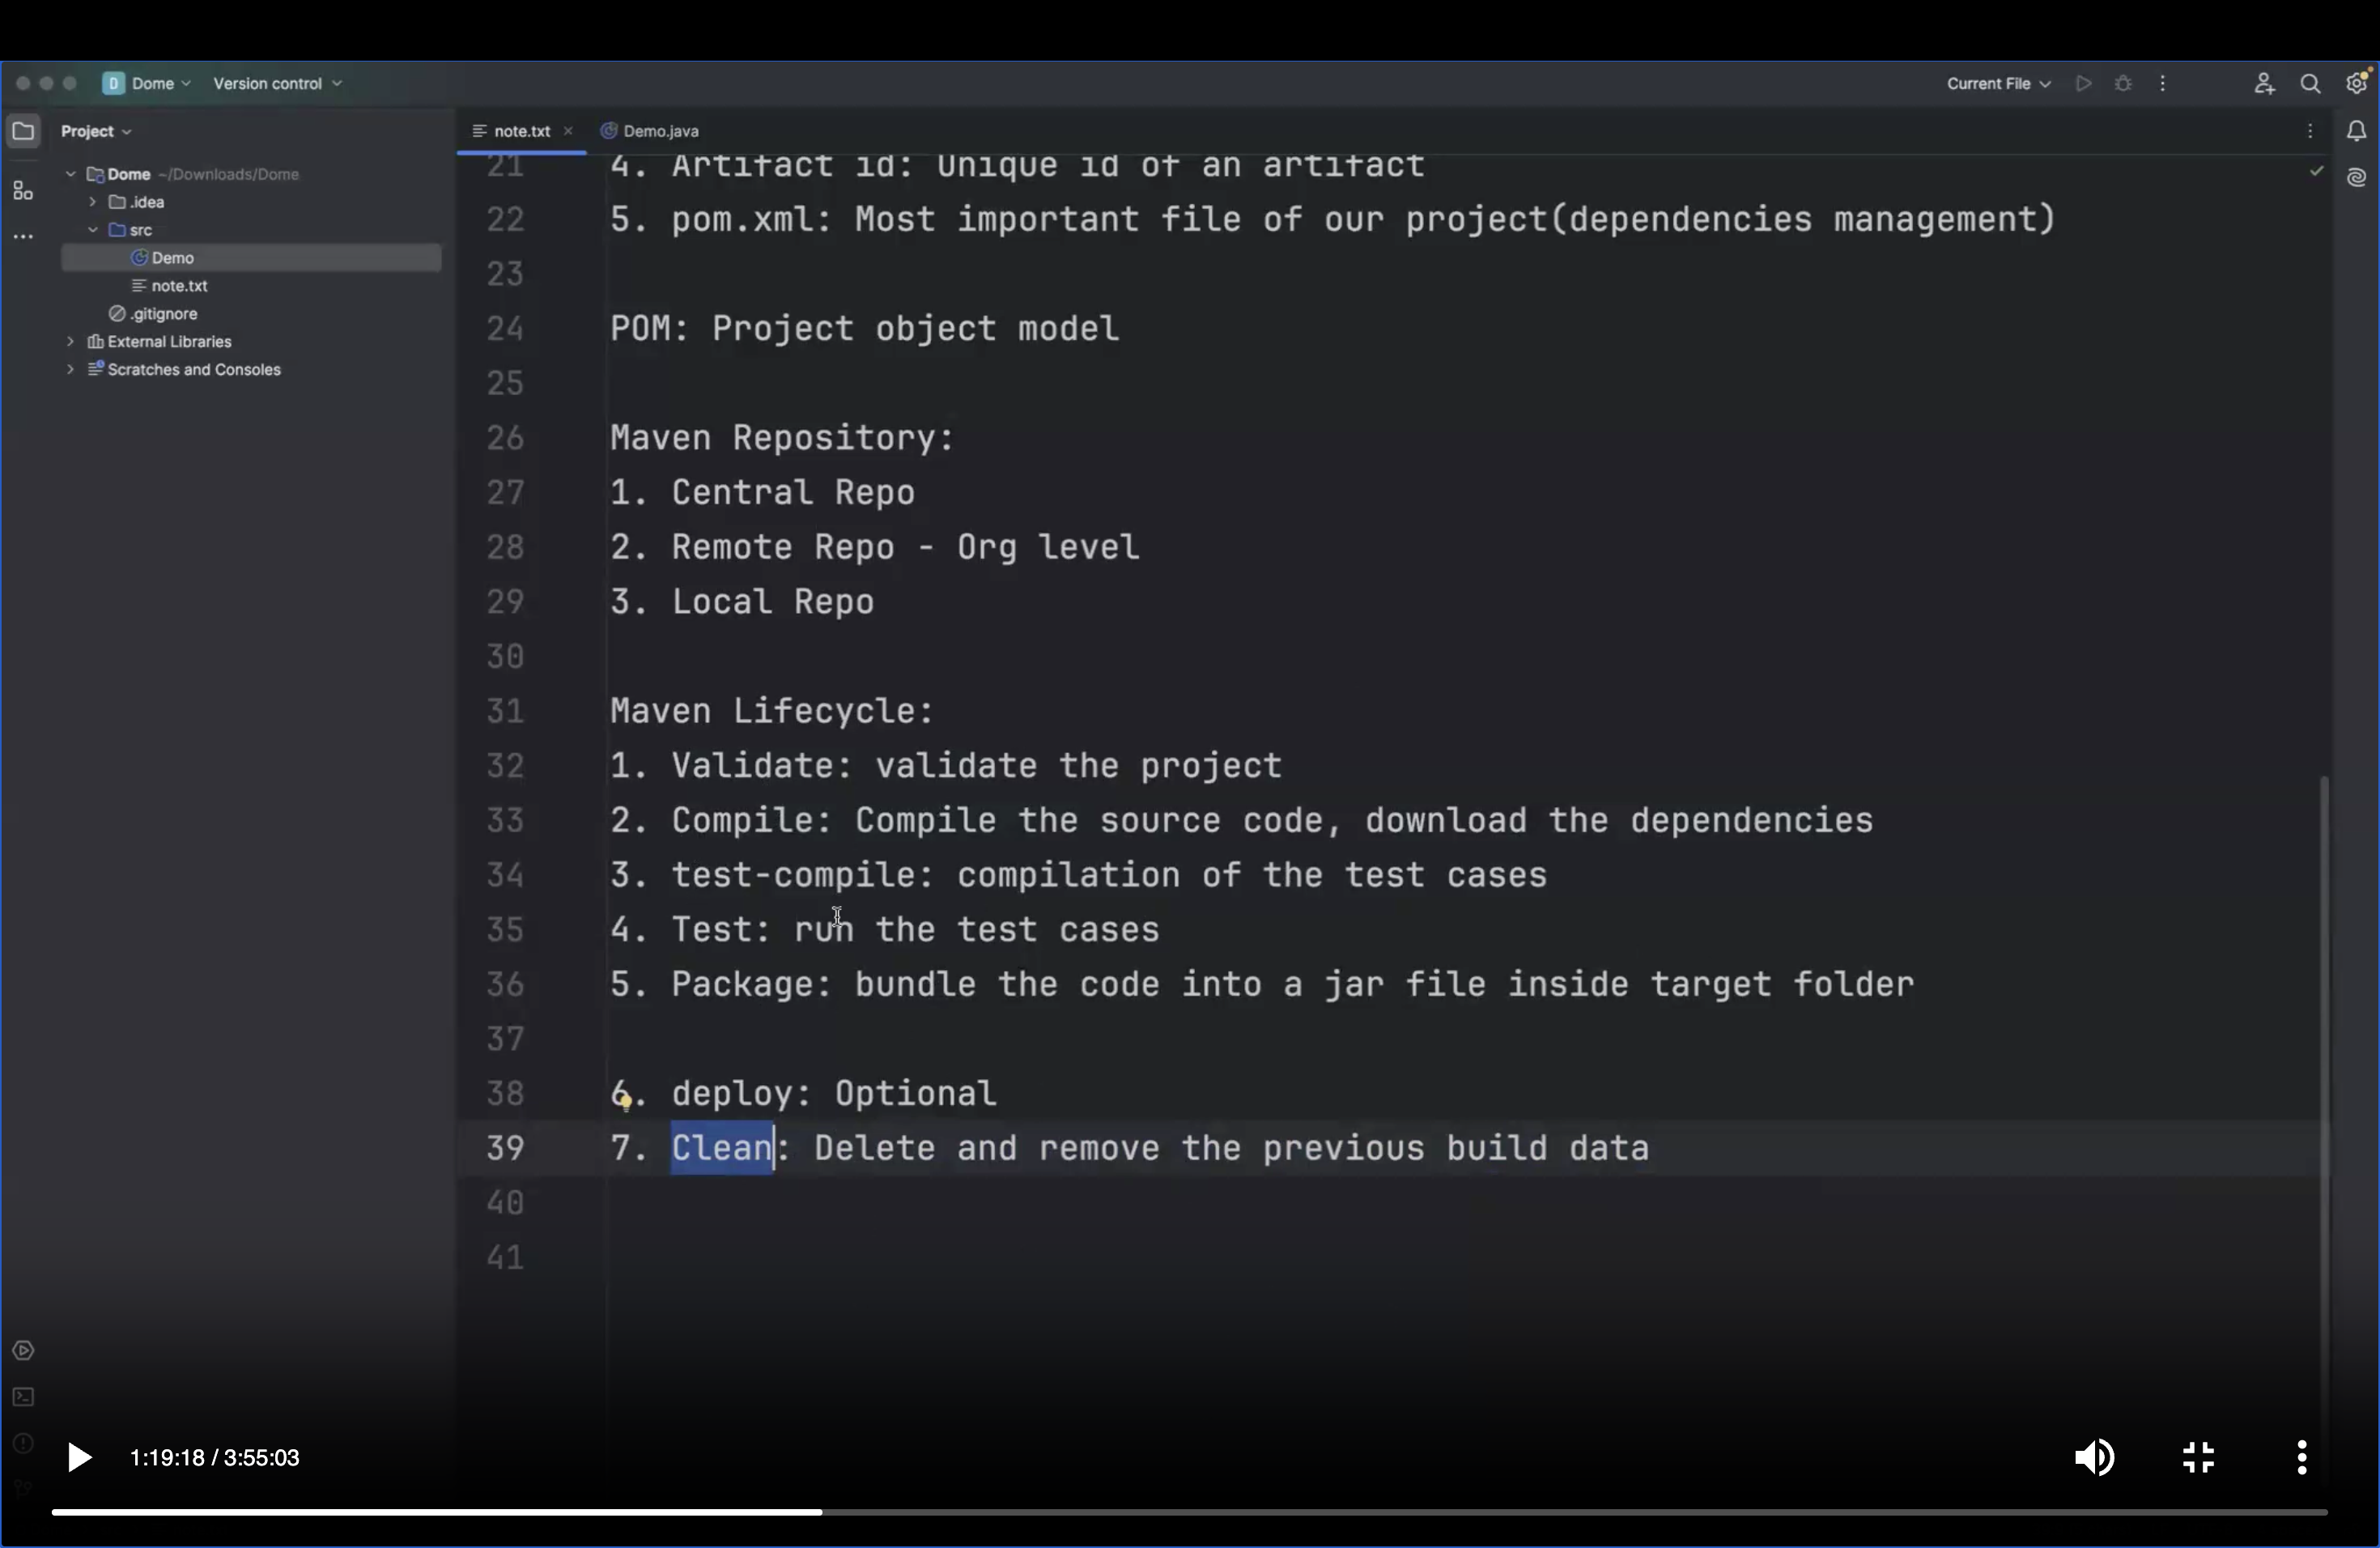 D Dome Version control Current File
Project
note.txt Demo.java
Dome ~/Downloads/Dome
.idea
src
Demo
note.txt
.gitignore
External Libraries
Scratches and Consoles
21 4. Artifact id: Unique id of an artifact
22 5. pom.xml: Most important file of our project(dependencies management)
23
24 POM: Project object model
25
26 Maven Repository:
27 1. Central Repo
28 2. Remote Repo - Org level
29 3. Local Repo
30
31 Maven Lifecycle:
32 1. Validate: validate the project
33 2. Compile: Compile the source code, download the dependencies
34 3. test-compile: compilation of the test cases
35 4. Test: run the test cases
36 5. Package: bundle the code into a jar file inside target folder
37
38 6. deploy: Optional
39 7. Clean: Delete and remove the previous build data
40
41
1:19:18 / 3:55:03